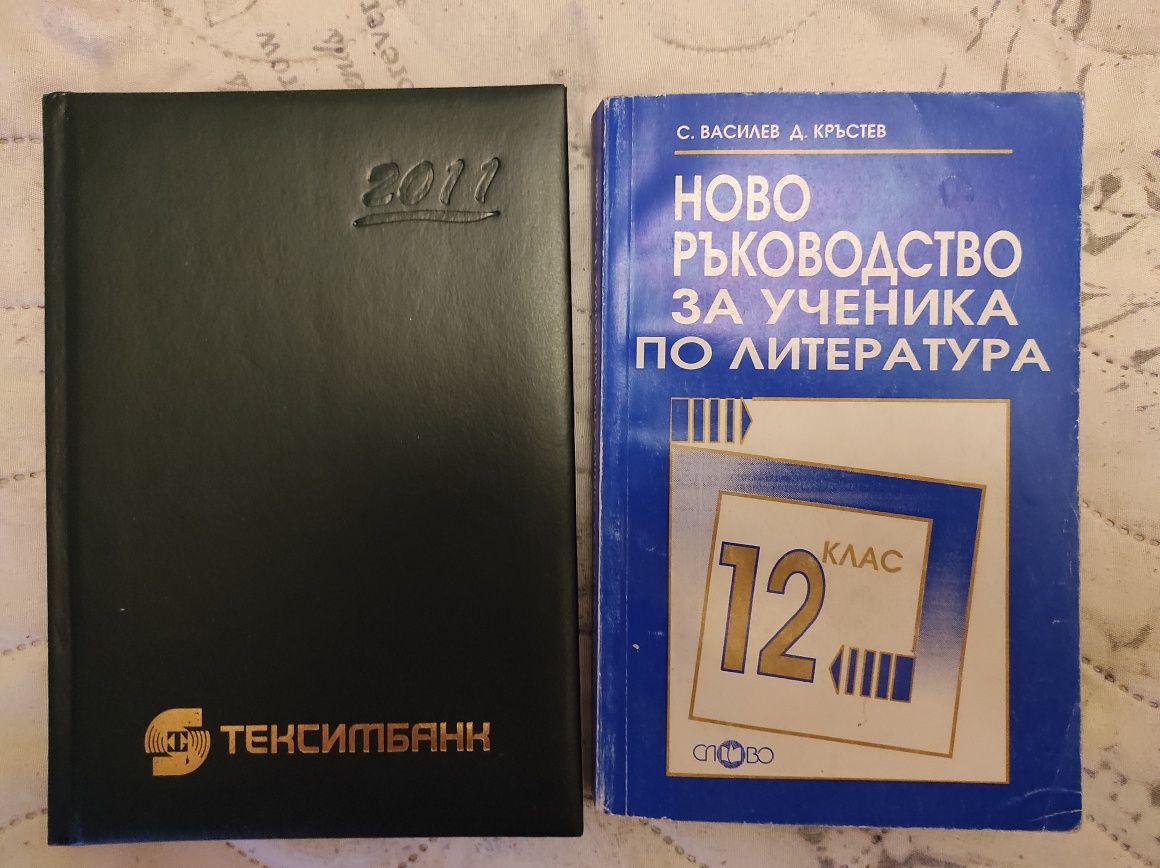 2011
ТЕКСИМБАНК
С. ВАСИЛЕВ Д. КРЪСТЕВ
НОВО
РЪКОВОДСТВО
ЗА УЧЕНИКА
ПО ЛИТЕРАТУРА
12 КЛАС
СЛОВО